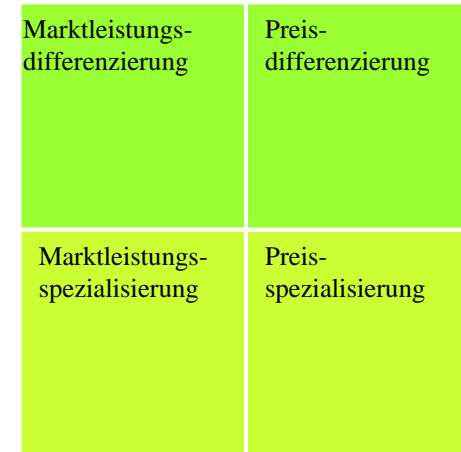 Marktleistungs-
differenzierung
Preis-
differenzierung
Marktleistungs-
spezialisierung
Preis-
spezialisierung